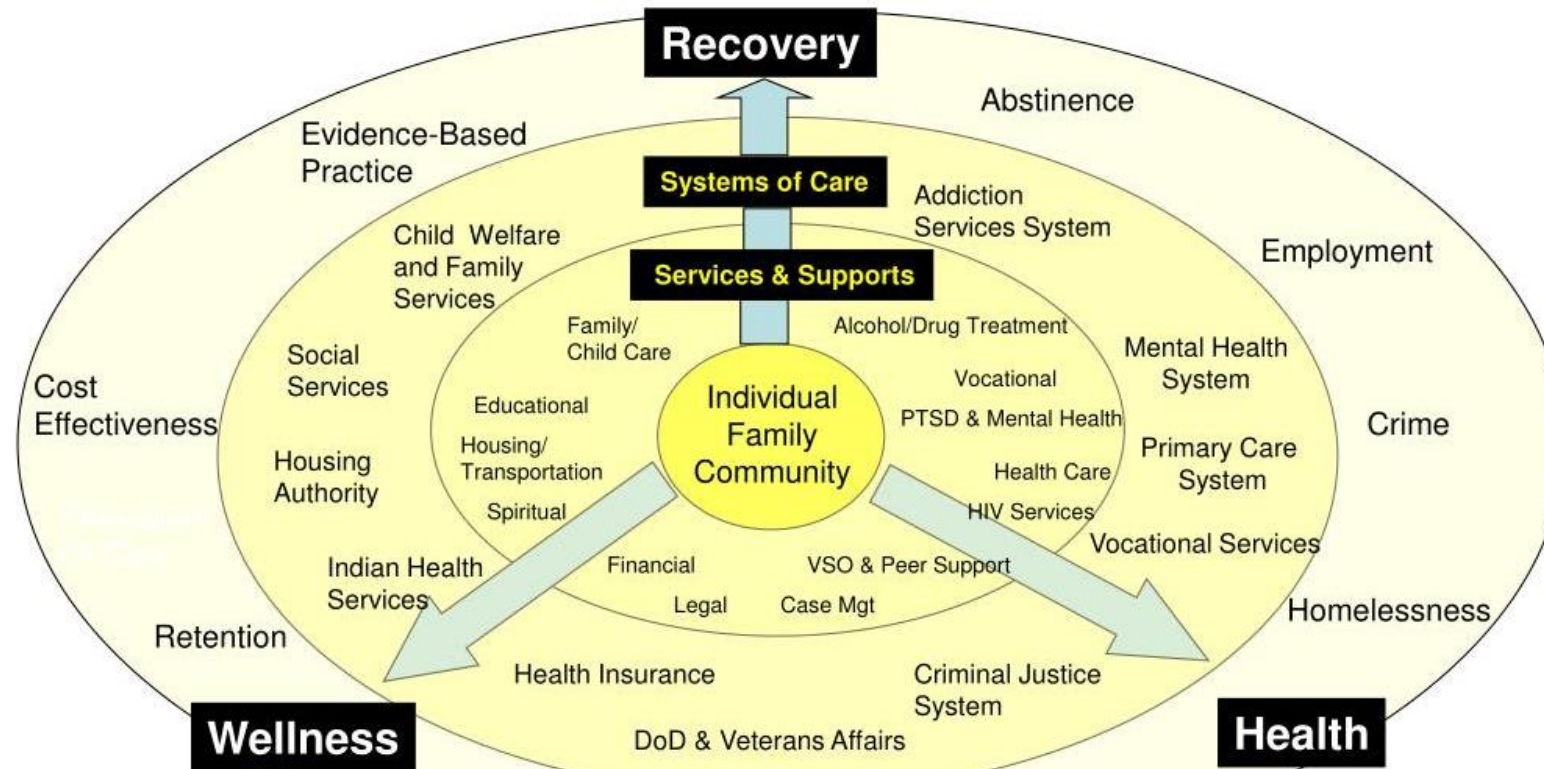 Recovery
Abstinence
Evidence-Based
Practice
Systems of Care
Addiction
Services System
Child Welfare
and Family
Services
Employment
Services & Supports
Family/
Child Care
Alcohol/Drug Treatment
Social
Services
Mental Health
System
Cost
Effectiveness
Vocational
Individual
Family
Community
Educational
PTSD & Mental Health
Crime
Housing/
Transportation
Housing
Authority
Health Care
Primary Care
System
Spiritual
HIV Services
Vocational Services
Indian Health
Services
Financial
VSO & Peer Support
Legal
Case Mgt
Homelessness
Retention
Health Insurance
Criminal Justice
System
Wellness
DoD & Veterans Affairs
Health